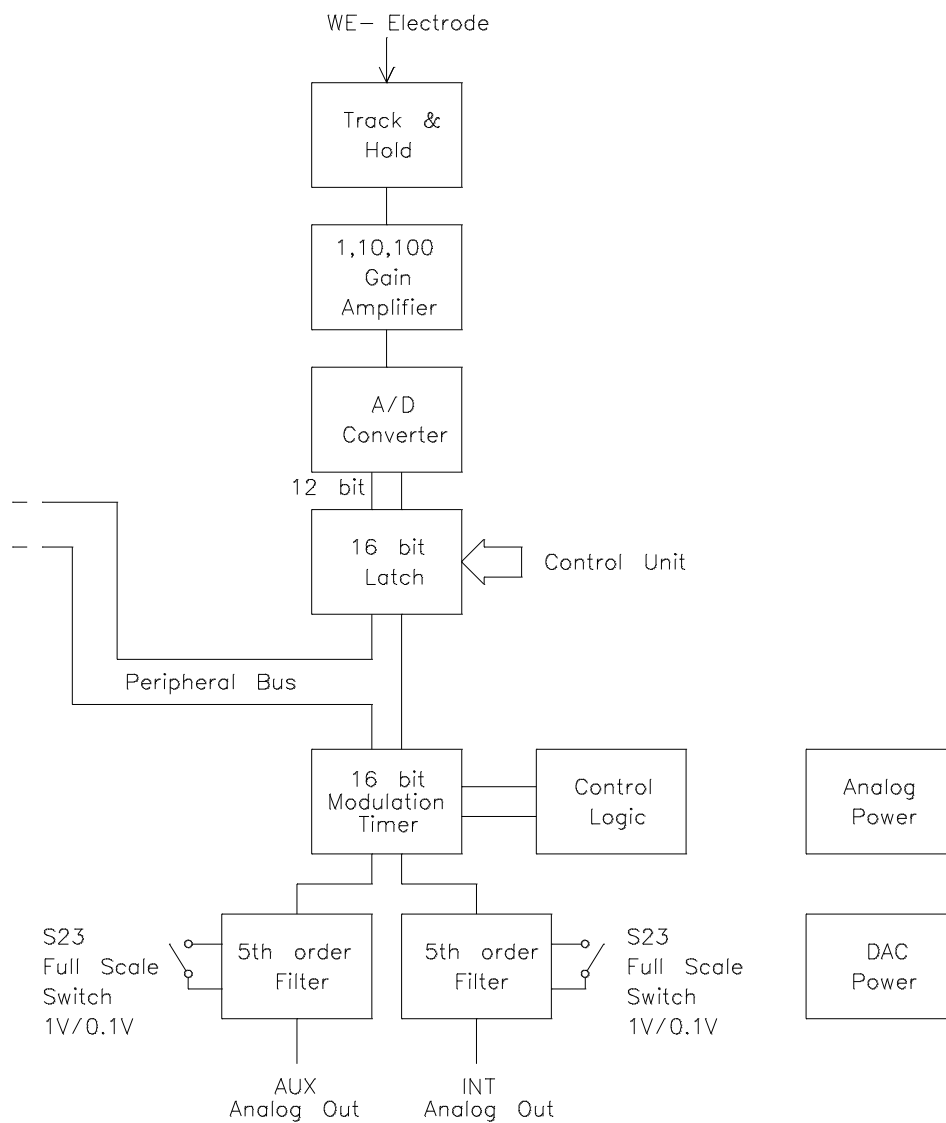 WE- Electrode
Track &
Hold
1,10,100
Gain
Amplifier
A/D
Converter
12 bit
16 bit
Latch
Control Unit
Peripheral Bus
16 bit
Modulation
Timer
Control
Logic
Analog
Power
S23
Full Scale
Switch
1V/0.1V
5th order
Filter
5th order
Filter
S23
Full Scale
Switch
1V/0.1V
DAC
Power
AUX
Analog Out
INT
Analog Out